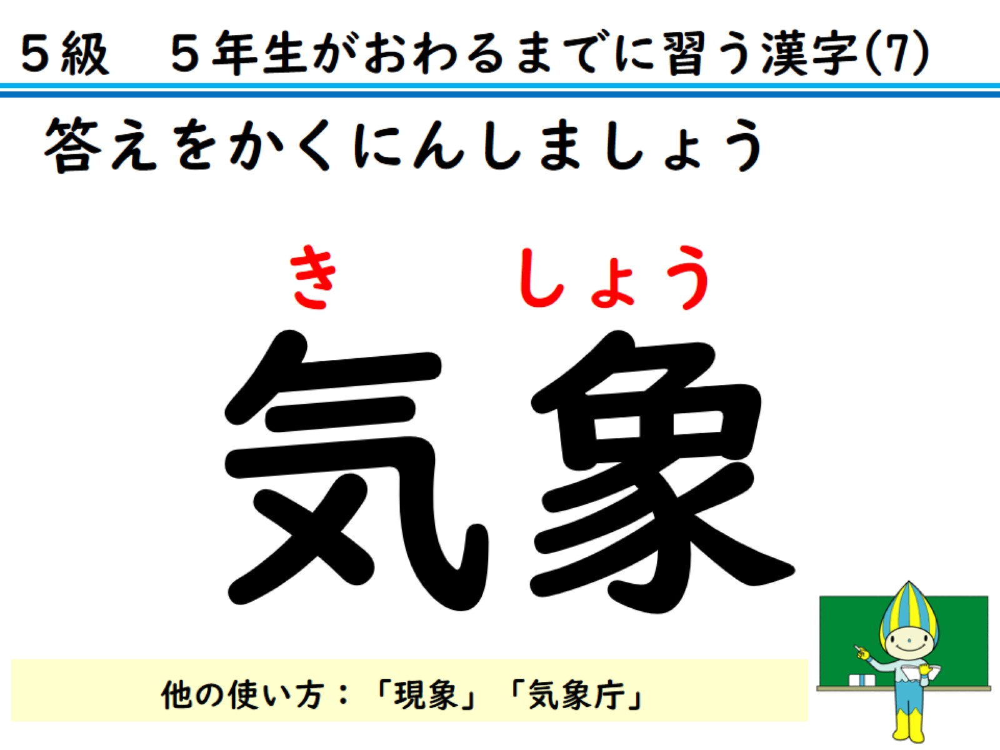 ５級　５年生がおわるまでに習う漢字(7)
答えをかくにんしましょう
き　しょう
気象
他の使い方：「現象」「気象庁」